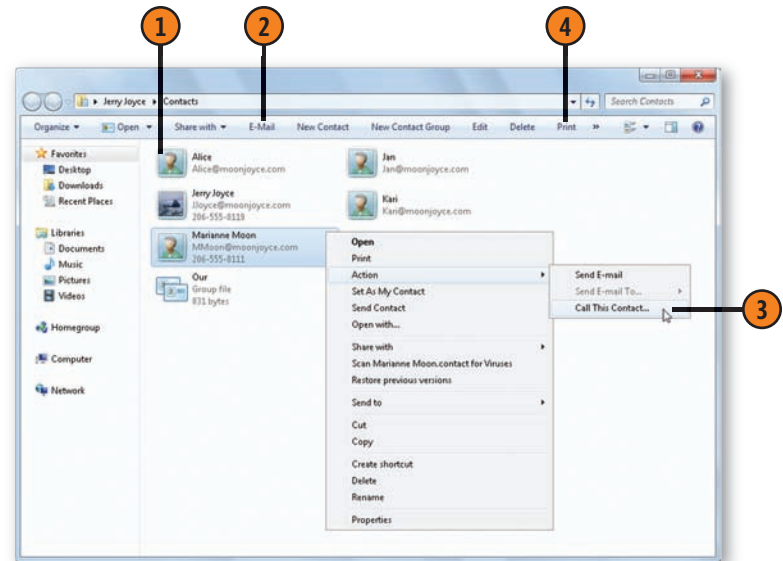 1
2
4
Jerry Joyce Contacts
Search Contacts
Organize
Open
Share with
E-Mail
New Contact
New Contact Group
Edit
Delete
Print
»
Favorites
Desktop
Downloads
Recent Places
Libraries
Documents
Music
Pictures
Videos
Homegroup
Computer
Network
Alice
Alice@moonjoyce.com
Jan
Jan@moonjoyce.com
Jerry Joyce
JJoyce@moonjoyce.com
206-555-8119
Kari
Kari@moonjoyce.com
Marianne Moon
MMoon@moonjoyce.com
206-555-8111
Our
Group file
831 bytes
Open
Print
Action
Set As My Contact
Send Contact
Open with...
Share with
Scan Marianne Moon.contact for Viruses
Restore previous versions
Send to
Cut
Copy
Create shortcut
Delete
Rename
Properties
Send E-mail
Send E-mail To...
Call This Contact...
3